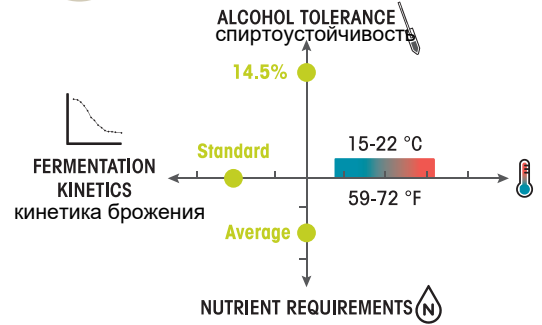 ALCOHOL TOLERANCE
спиртоустойчивость
14.5%
Standard
15-22 °C
FERMENTATION
KINETICS
кинетика брожения
59-72 °F
Average
NUTRIENT REQUIREMENTS
N